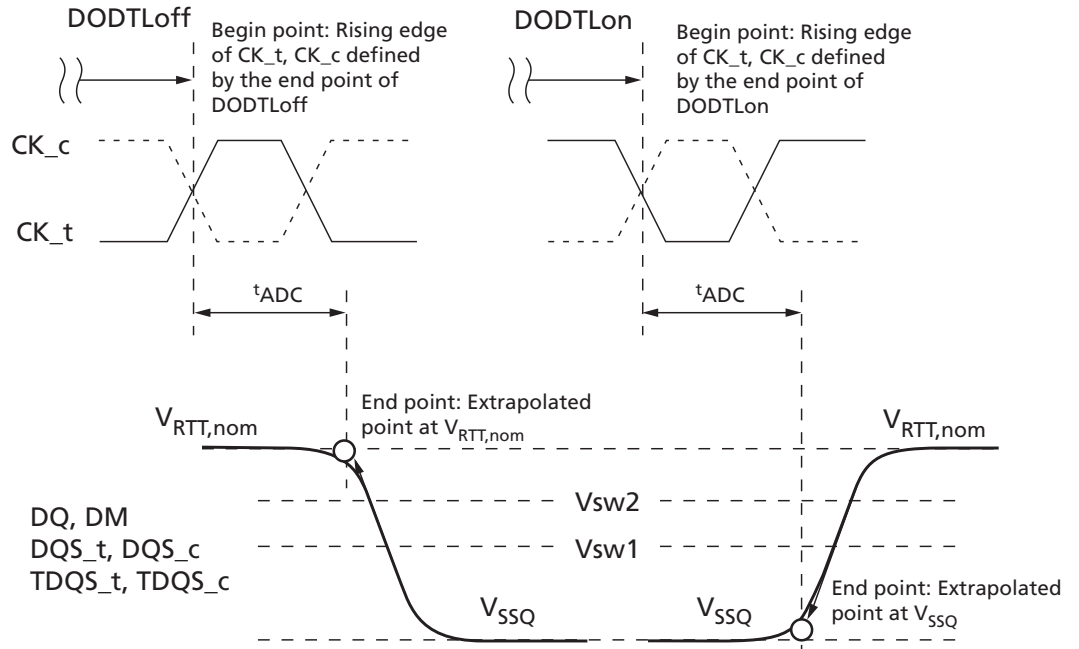 DODTLoff
Begin point: Rising edge
of CK_t, CK_c defined
by the end point of
DODTLoff
DODTLon
Begin point: Rising edge
of CK_t, CK_c defined
by the end point of
DODTLon
CK_c
CK_t
tADC
tADC
VRTT,nom
End point: Extrapolated
point at VRTT,nom
VRTT,nom
Vsw2
Vsw1
DQ, DM
DQS_t, DQS_c
TDQS_t, TDQS_c
VSSQ
VSSQ
End point: Extrapolated
point at VSSQ